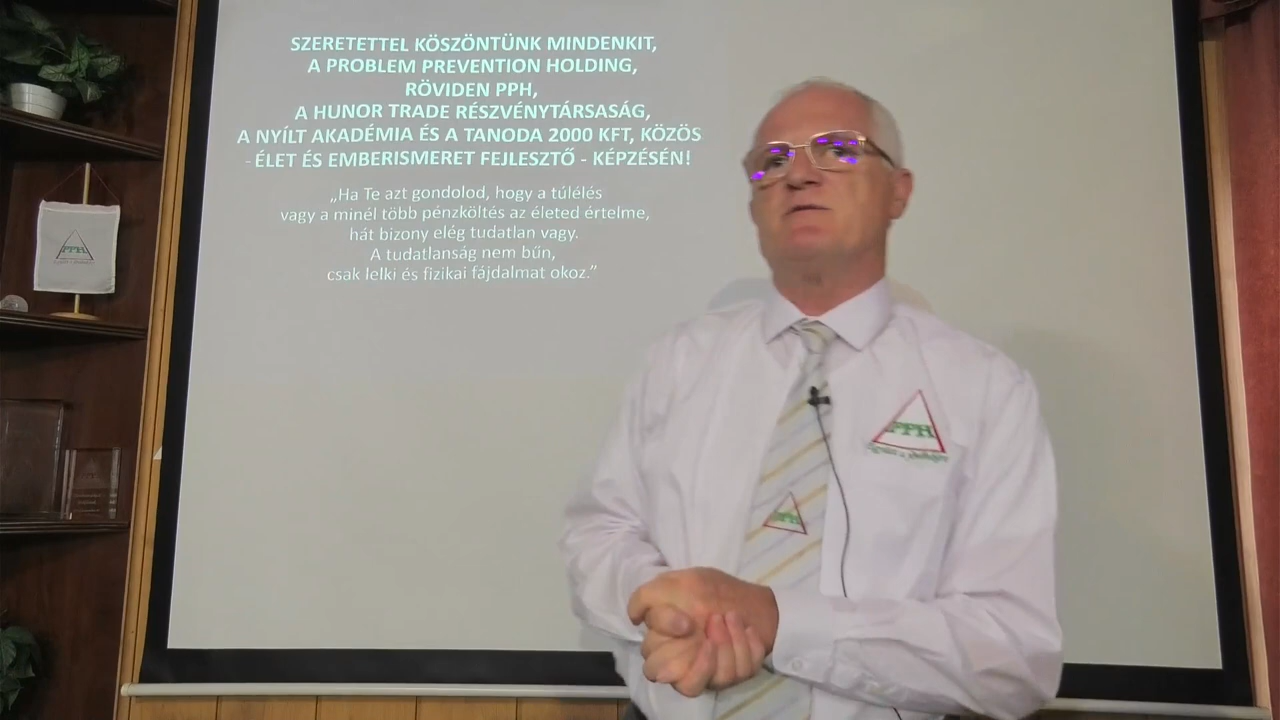 SZERETETTEL KÖSZÖNTÜNK MINDENKIT,
A PROBLEM PREVENTION HOLDING,
RÖVIDEN PPH,
A HUNOR TRADE RÉSZVÉNYTÁRSASÁG,
A NYÍLT AKADÉMIA ÉS A TANODA 2000 KFT, KÖZÖS
- ÉLET ÉS EMBERISMERET FEJLESZTŐ - KÉPZÉSÉN!
„Ha Te azt gondolod, hogy a túlélés
vagy a minél több pénzköltés az életed értelme,
hát bizony elég tudatlan vagy.
A tudatlanság nem bűn,
csak lelki és fizikai fájdalmat okoz.”
PPH
PPH
PPH